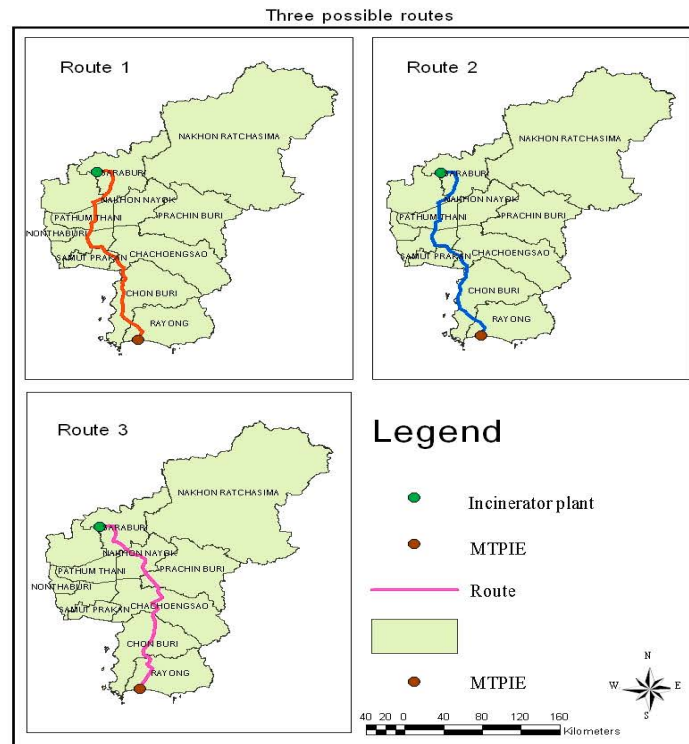 Three possible routes
Route 1
NAKHON RATCHASIMA
SARABURI
NAKHON NAYOK
PATHUM THANI
PRACHIN BURI
NONTHABURI
SAMUT PRAKAN
CHACHOENGSAO
CHON BURI
RAYONG
Route 2
NAKHON RATCHASIMA
SARABURI
NAKHON NAYOK
PATHUM THANI
PRACHIN BURI
NONTHABURI
SAMUT PRAKAN
CHACHOENGSAO
CHON BURI
RAYONG
Route 3
NAKHON RATCHASIMA
SARABURI
NAKHON NAYOK
PATHUM THANI
PRACHIN BURI
NONTHABURI
SAMUT PRAKAN
CHACHOENGSAO
CHON BURI
RAYONG
Legend
Incinerator plant
MTPIE
Route
MTPIE
N
W E
S
40 20 0 40 80 120 160
Kilometers